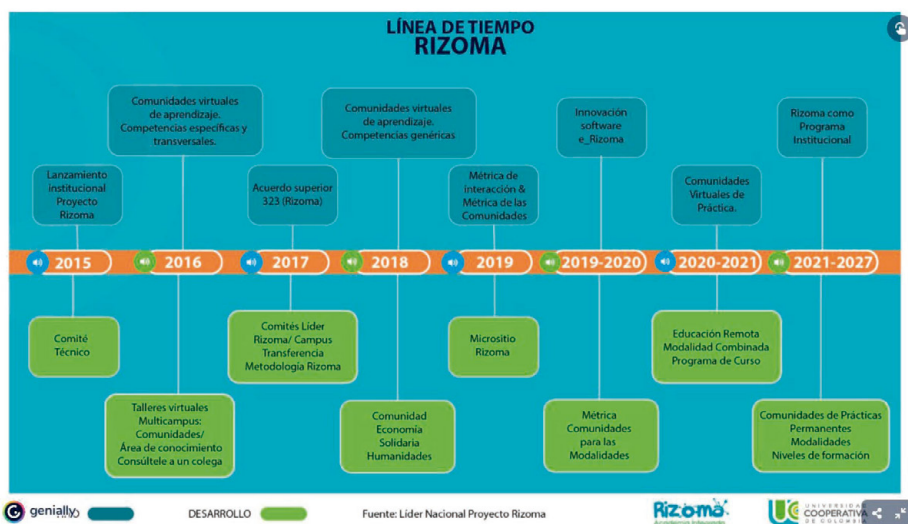 LÍNEA DE TIEMPO
RIZOMA
Comunidades virtuales
de aprendizaje.
Competencias específicas y
transversales.
Comunidades virtuales
de aprendizaje.
Competencias genéricas
Innovación
software
e_Rizoma
Rizoma como
Programa
Institucional
Lanzamiento
institucional
Proyecto
Rizoma
Acuerdo superior
323 (Rizoma)
Métrica de
interacción &
Métrica de las
Comunidades
Comunidades
Virtuales de
Práctica.
2015
2016
2017
2018
2019
2019-2020
2020-2021
2021-2027
Comité
Técnico
Comités Líder
Rizoma/ Campus
Transferencia
Metodología Rizoma
Micrositio
Rizoma
Educación Remota
Modalidad Combinada
Programa de Curso
Talleres virtuales
Multicampus:
Comunidades/
Área de conocimiento
Consúltele a un colega
Comunidad
Economía
Solidaria
Humanidades
Métrica
Comunidades
para las
Modalidades
Comunidades de Prácticas
Permanentes
Modalidades
Niveles de formación
genially
DESARROLLO
Fuente: Líder Nacional Proyecto Rizoma
Rizoma
UNIVERSIDAD
COOPERATIVA
DE COLOMBIA